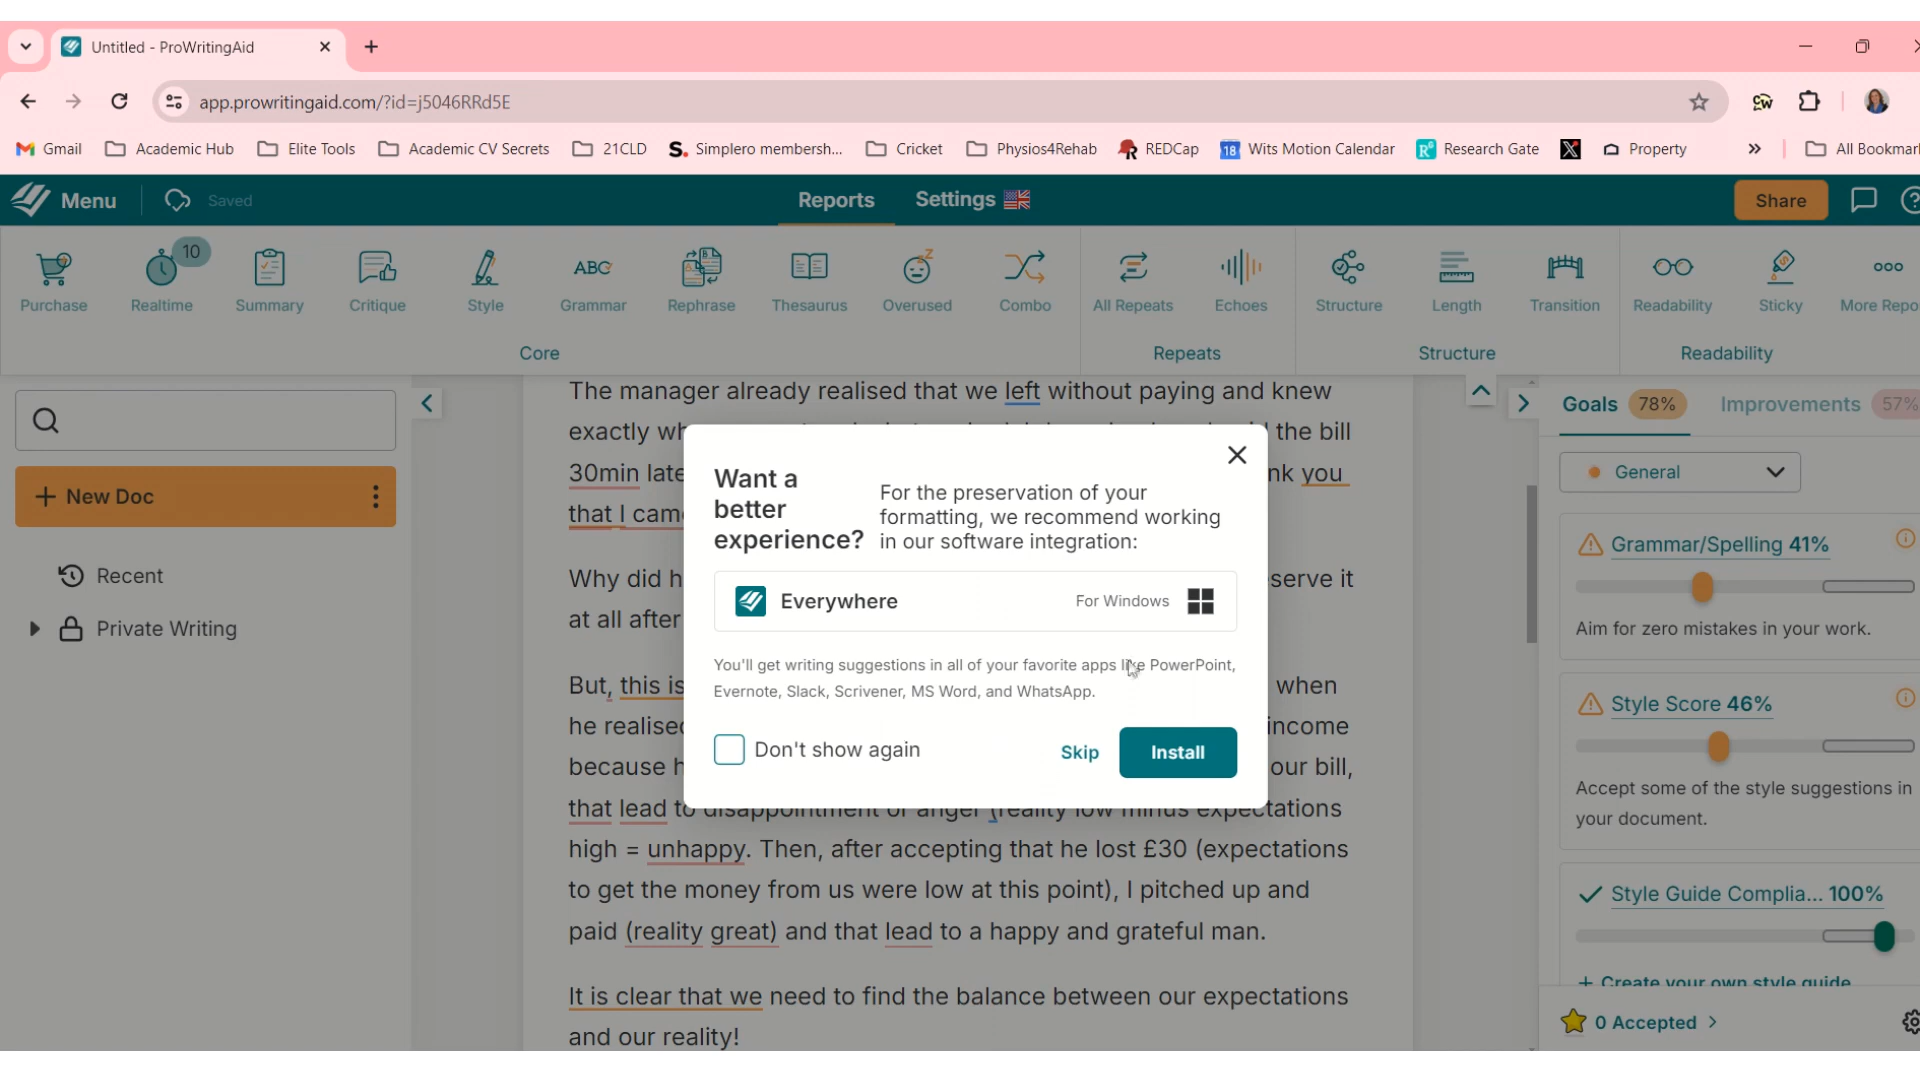 Untitled - ProWritingAid
app.prowritingaid.com/?id=j5046RRd5E
Gmail
Academic Hub
Elite Tools
Academic CV Secrets
21CLD
S. Simplero membersh...
Cricket
Physios4Rehab
REDCap
18 Wits Motion Calendar
Research Gate
Property
All Bookmar
Menu
Saved
Reports
Settings
Share
Purchase
Realtime
10
Summary
Critique
Style
ABC
Grammar
Rephrase
Thesaurus
Overused
Combo
All Repeats
Echoes
Structure
Length
Transition
Readability
Sticky
More Repo
Core
Repeats
Structure
Readability
New Doc
Recent
Private Writing
The manager already realised that we left without paying and knew
exactly the bill
30min late nk you
that I came
Why did h serve it
at all after
But, this is when
he realised income
because h our bill,
that lead to disappointment or anger (reality low minus expectations
high = unhappy. Then, after accepting that he lost £30 (expectations
to get the money from us were low at this point), I pitched up and
paid (reality great) and that lead to a happy and grateful man.
It is clear that we need to find the balance between our expectations
and our reality!
Want a
better
experience?
For the preservation of your
formatting, we recommend working
in our software integration:
Everywhere
For Windows
You'll get writing suggestions in all of your favorite apps like PowerPoint,
Evernote, Slack, Scrivener, MS Word, and WhatsApp.
Don't show again
Skip
Install
Goals 78%
Improvements 57%
General
Grammar/Spelling 41%
Aim for zero mistakes in your work.
Style Score 46%
Accept some of the style suggestions in
your document.
Style Guide Complia... 100%
+ Create your own style guide
0 Accepted